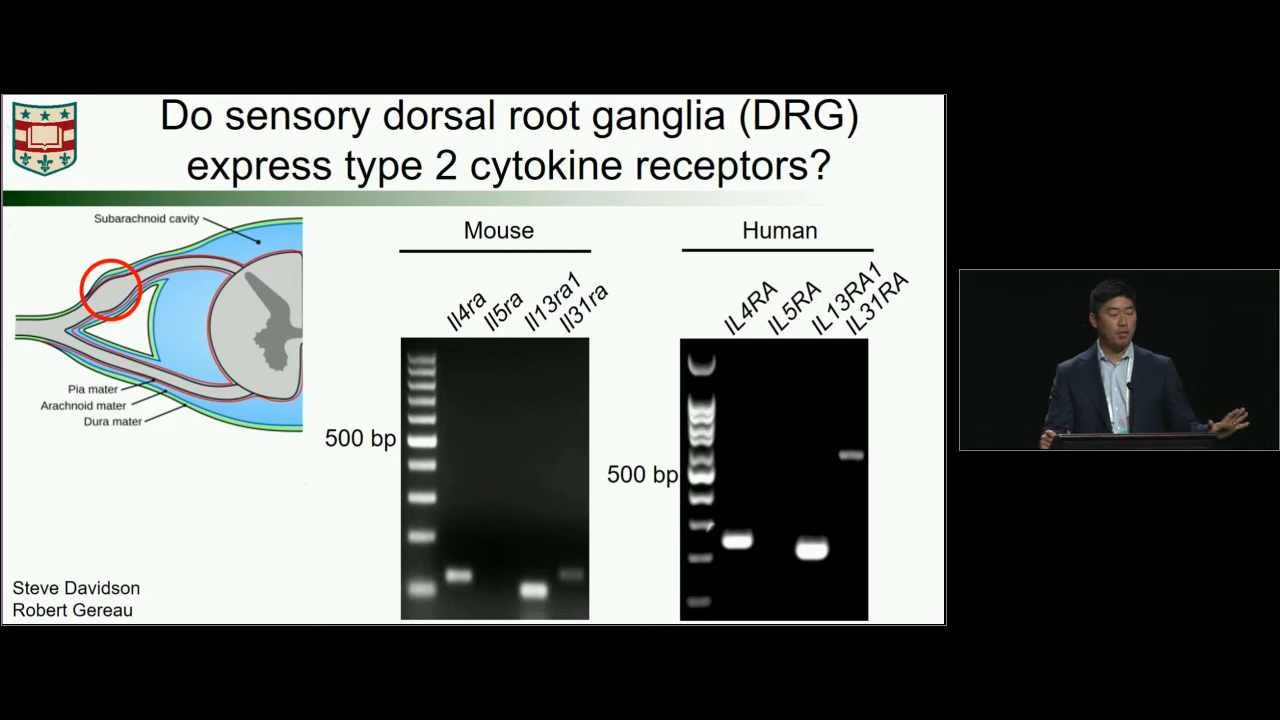 Do sensory dorsal root ganglia (DRG)
express type 2 cytokine receptors?
Subarachnoid cavity
Pia mater
Arachnoid mater
Dura mater
Mouse
Il4ra
Il5ra
Il13ra1
Il31ra
500 bp
Human
IL4RA
IL5RA
IL13RA1
IL31RA
500 bp
Steve Davidson
Robert Gereau